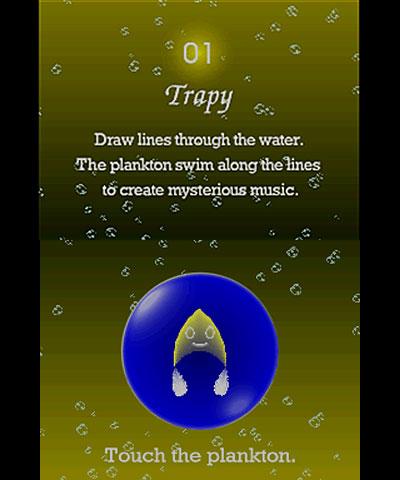 01
Trapy
Draw lines through the water.
The plankton swim along the lines
to create mysterious music.
Touch the plankton.